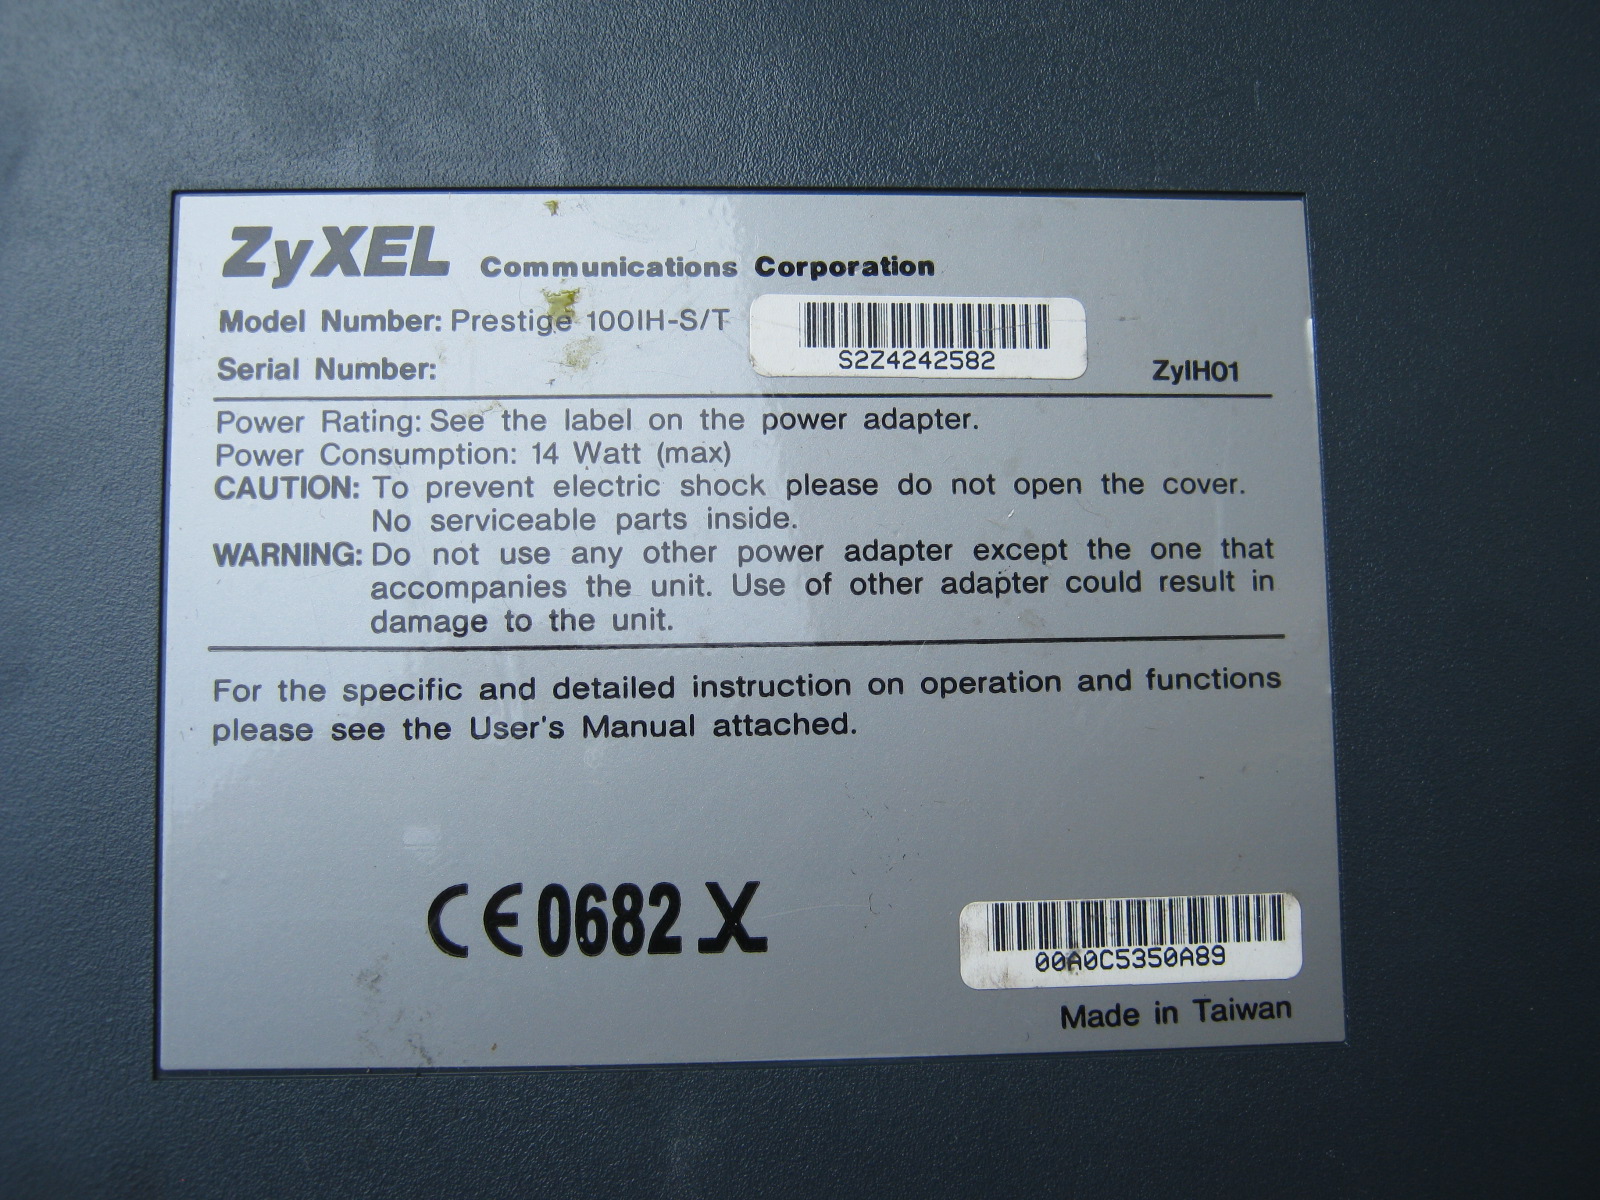 ZyXEL Communications Corporation
Model Number: Prestige 100IH-S/T
S2Z4242582
Serial Number:
ZyIH01
Power Rating: See the label on the power adapter.
Power Consumption: 14 Watt (max)
CAUTION: To prevent electric shock please do not open the cover.
No serviceable parts inside.
WARNING: Do not use any other power adapter except the one that
accompanies the unit. Use of other adapter could result in
damage to the unit.
For the specific and detailed instruction on operation and functions
please see the User's Manual attached.
CE 0682 X
00A0C5350A89
Made in Taiwan